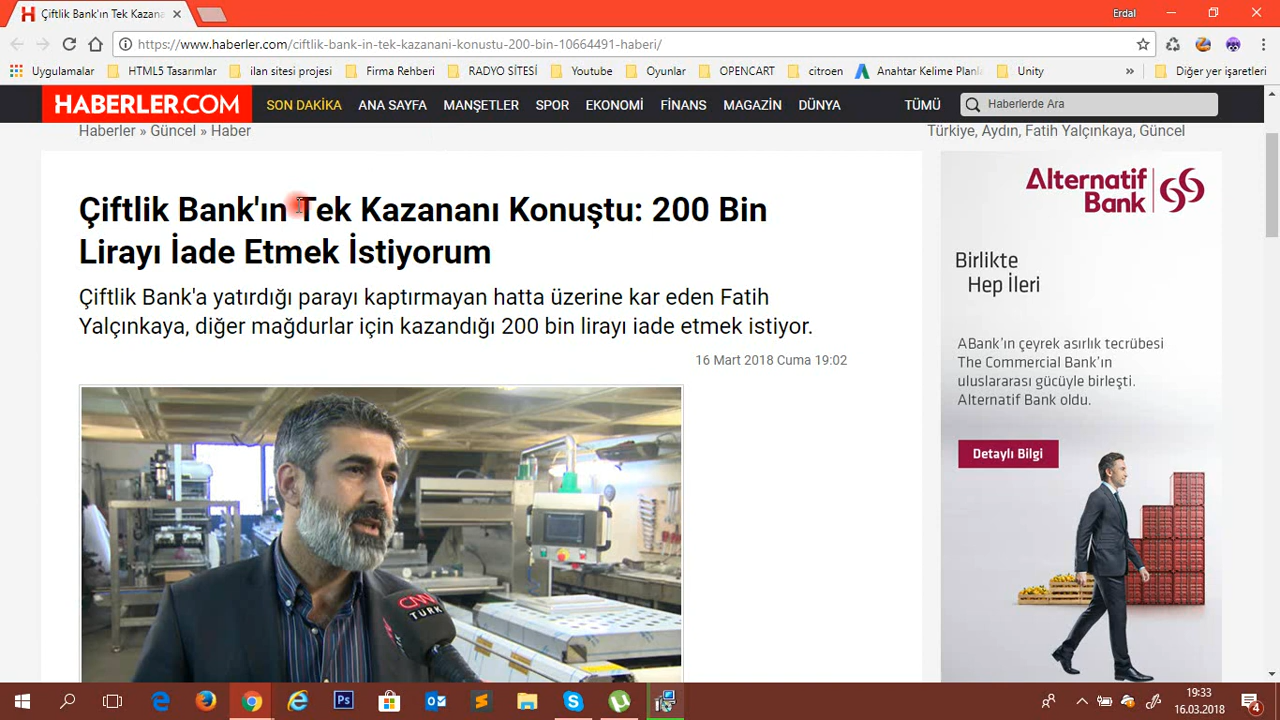 Çiftlik Bank'ın Tek Kazana
Erdal
https://www.haberler.com/ciftlik-bank-in-tek-kazanani-konustu-200-bin-10664491-haberi/
Uygulamalar HTML5 Tasarımlar ilan sitesi projesi Firma Rehberi RADYO SİTESİ Youtube Oyunlar OPENCART citroen Anahtar Kelime Planla Unity » Diğer yer işaretleri
HABERLER.COM SON DAKİKA ANA SAYFA MANŞETLER SPOR EKONOMİ FİNANS MAGAZİN DÜNYA TÜMÜ Haberlerde Ara
Haberler » Güncel » Haber
Türkiye, Aydın, Fatih Yalçınkaya, Güncel
Çiftlik Bank'ın Tek Kazananı Konuştu: 200 Bin
Lirayı İade Etmek İstiyorum
Çiftlik Bank'a yatırdığı parayı kaptırmayan hatta üzerine kar eden Fatih
Yalçınkaya, diğer mağdurlar için kazandığı 200 bin lirayı iade etmek istiyor.
16 Mart 2018 Cuma 19:02
CNN
TÜRK
Alternatif
Bank
Birlikte
Hep İleri
ABank'ın çeyrek asırlık tecrübesi
The Commercial Bank'ın
uluslararası gücüyle birleşti.
Alternatif Bank oldu.
Detaylı Bilgi
Ps
19:33
16.03.2018
4